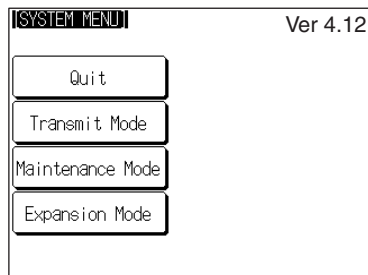 [SYSTEM MENU]
Ver 4.12
Quit
Transmit Mode
Maintenance Mode
Expansion Mode